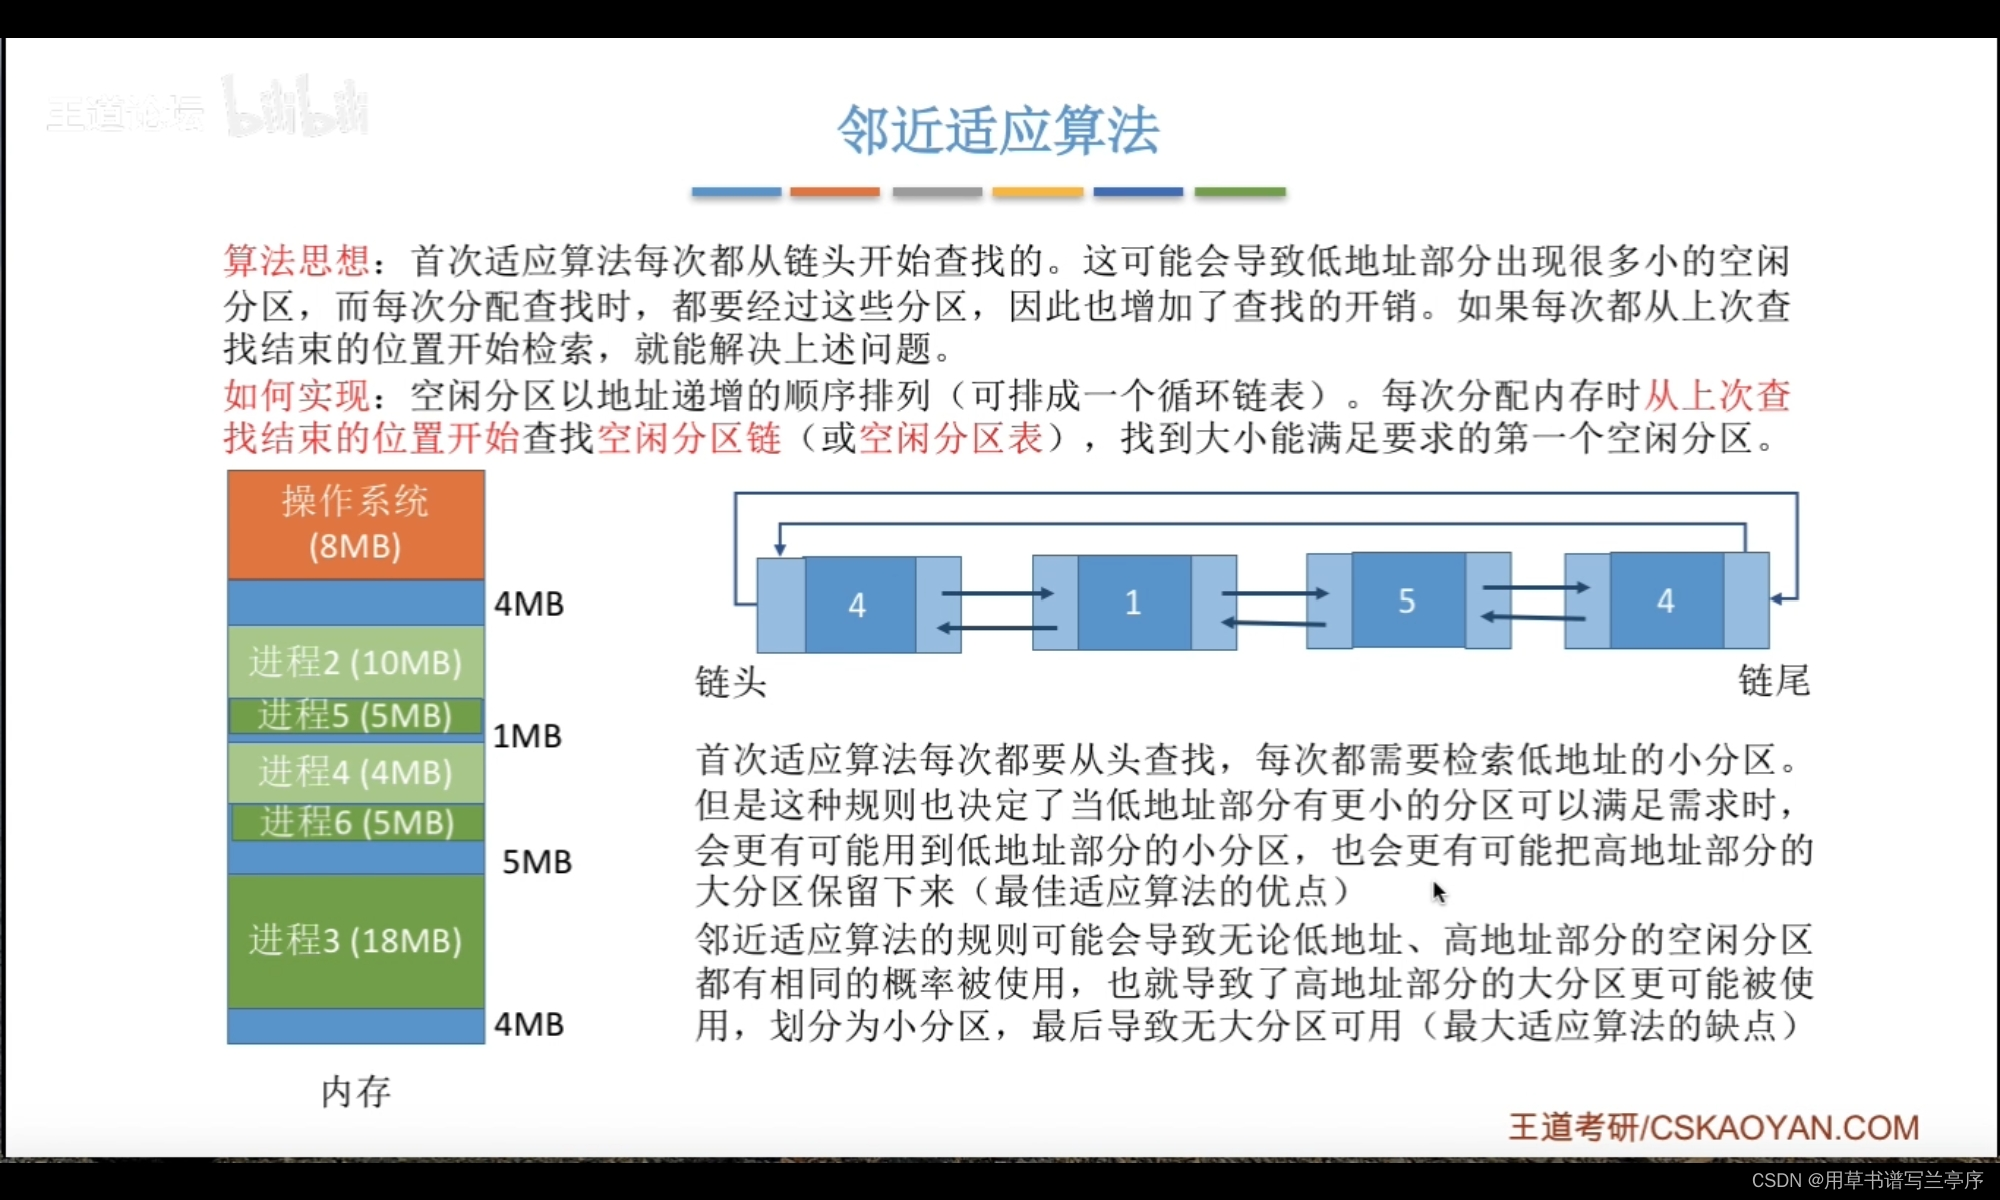 王道论坛 bilibili
邻近适应算法
算法思想：首次适应算法每次都从链头开始查找的。这可能会导致低地址部分出现很多小的空闲
分区，而每次分配查找时，都要经过这些分区，因此也增加了查找的开销。如果每次都从上次查
找结束的位置开始检索，就能解决上述问题。
如何实现：空闲分区以地址递增的顺序排列（可排成一个循环链表）。每次分配内存时从上次查
找结束的位置开始查找空闲分区链（或空闲分区表），找到大小能满足要求的第一个空闲分区。
操作系统
(8MB)
4MB
进程2 (10MB)
进程5 (5MB)
1MB
进程4 (4MB)
进程6 (5MB)
5MB
进程3 (18MB)
4MB
内存
4
1
5
4
链头
链尾
首次适应算法每次都要从头查找，每次都需要检索低地址的小分区。
但是这种规则也决定了当低地址部分有更小的分区可以满足需求时，
会更有可能用到低地址部分的小分区，也会更有可能把高地址部分的
大分区保留下来（最佳适应算法的优点）
邻近适应算法的规则可能会导致无论低地址、高地址部分的空闲分区
都有相同的概率被使用，也就导致了高地址部分的大分区更可能被使
用，划分为小分区，最后导致无大分区可用（最大适应算法的缺点）
王道考研/CSKAOYAN.COM
CSDN @用草书谱写兰亭序